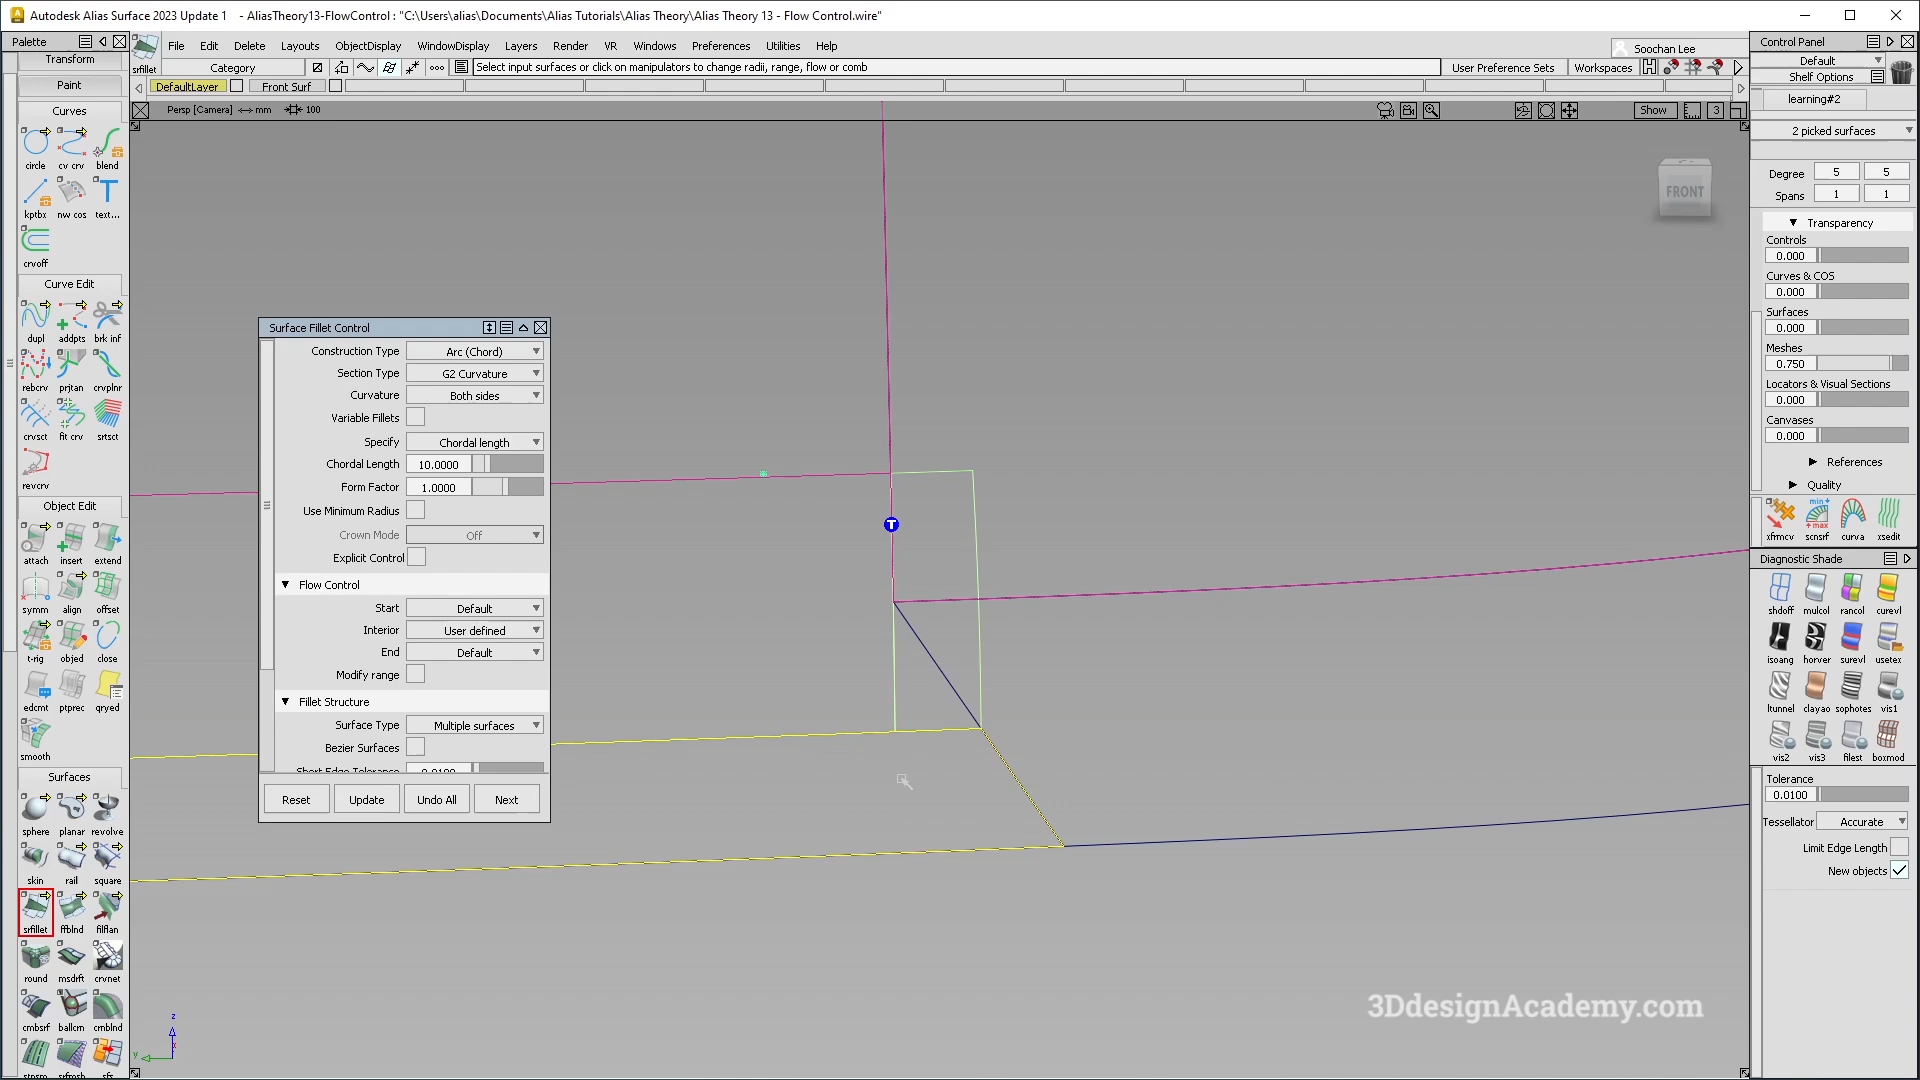 Autodesk Alias Surface 2023 Update 1 - AliasTheory13-FlowControl : "C:\Users\alias\Documents\Alias Tutorials\Alias Theory\Alias Theory 13 - Flow Control.wire"
Palette
File Edit Delete Layouts ObjectDisplay WindowDisplay Layers Render VR Windows Preferences Utilities Help
Soochan Lee
srfillet Category Select input surfaces or click on manipulators to change radii, range, flow or comb User Preference Sets Workspaces
DefaultLayer Front Surf
Persp [Camera] <-> mm 100 Show 3
Transform
Paint
Curves
circle cv crv blend
kptbx nw cos text...
crvoff
Curve Edit
dupl addpts brk inf
rebcrv prjtan crvplnr
crvsct fit crv srtsct
revcrv
Object Edit
attach insert extend
symm align offset
t-rig objed close
edcmt ptprec qryed
smooth
Surfaces
sphere planar revolve
skin rail square
srfillet ffblnd filflan
round msdrft crvnet
cmbsrf ballcrn cmblnd
Surface Fillet Control
Construction Type Arc (Chord)
Section Type G2 Curvature
Curvature Both sides
Variable Fillets
Specify Chordal length
Chordal Length 10.0000
Form Factor 1.0000
Use Minimum Radius
Crown Mode Off
Explicit Control
Flow Control
Start Default
Interior User defined
End Default
Modify range
Fillet Structure
Surface Type Multiple surfaces
Bezier Surfaces
Short Edge Tolerance 0.0100
Reset Update Undo All Next
T
FRONT
z
y
3DdesignAcademy.com
Control Panel
Default
Shelf Options
learning#2
2 picked surfaces
Degree 5 5
Spans 1 1
Transparency
Controls
0.000
Curves & COS
0.000
Surfaces
0.000
Meshes
0.750
Locators & Visual Sections
0.000
Canvases
0.000
References
Quality
min+ +max
xfrmcv scnsrf curva xsedit
Diagnostic Shade
shdoff mulcol rancol curevl
isoang horver surevl usetex
ltunnel clayao sophotes vis1
vis2 vis3 filest boxmod
Tolerance
0.0100
Tessellator Accurate
Limit Edge Length
New objects